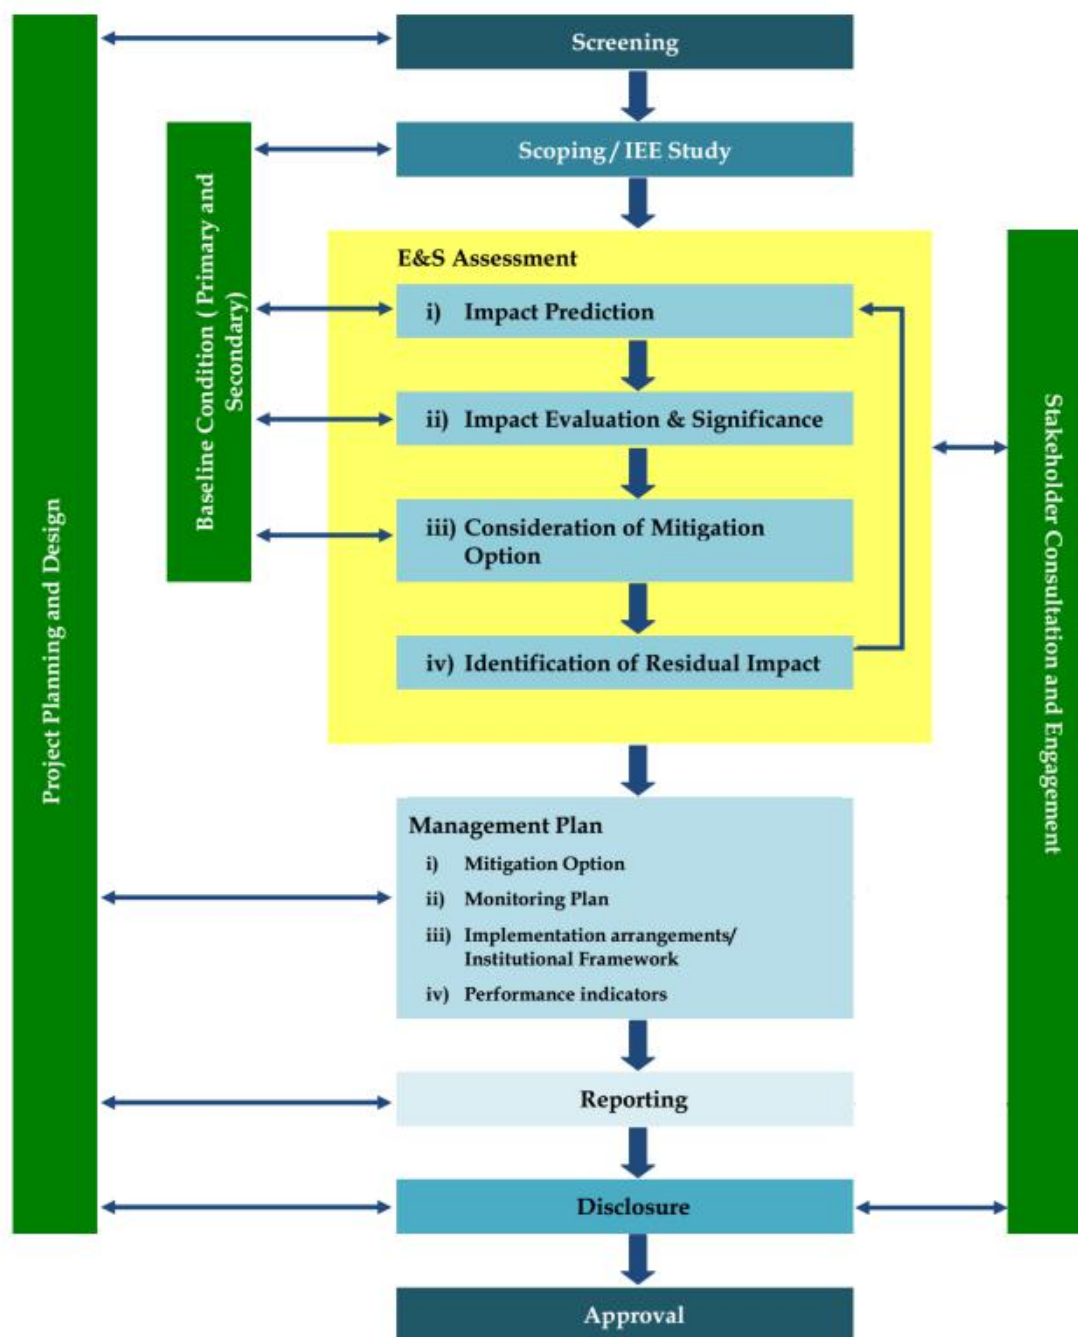 Screening
Scoping / IEE Study
Project Planning and Design
Baseline Condition ( Primary and
Secondary)
E&S Assessment
i) Impact Prediction
ii) Impact Evaluation & Significance
iii) Consideration of Mitigation
Option
iv) Identification of Residual Impact
Stakeholder Consultation and Engagement
Management Plan
i) Mitigation Option
ii) Monitoring Plan
iii) Implementation arrangements/
Institutional Framework
iv) Performance indicators
Reporting
Disclosure
Approval